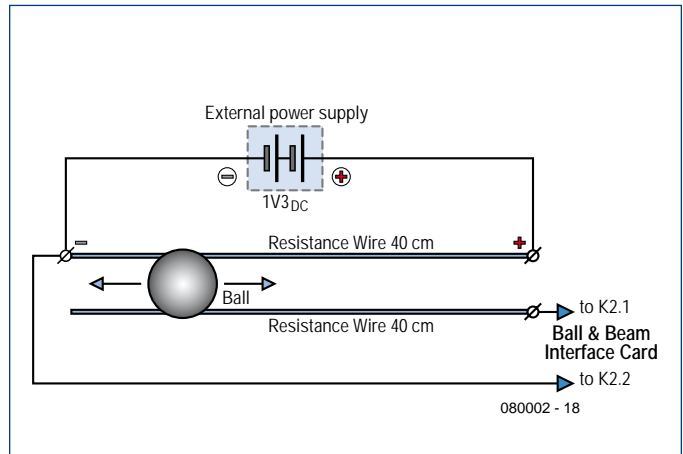 External power supply
− +
1V3DC
− Resistance Wire 40 cm +
Ball
Resistance Wire 40 cm
to K2.1
Ball & Beam
Interface Card
to K2.2
080002 - 18